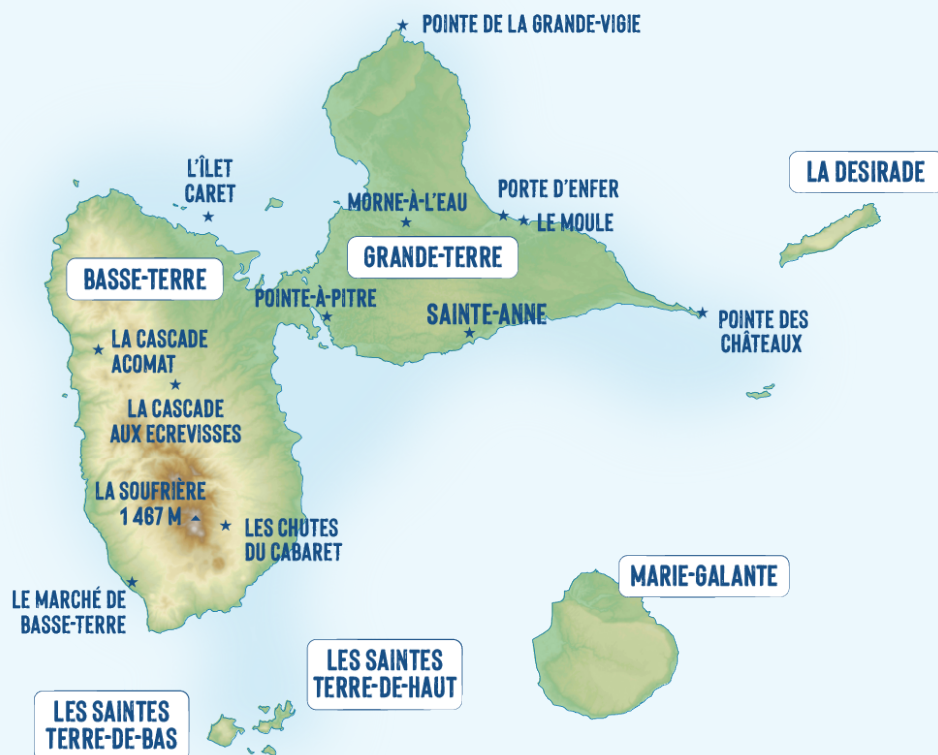 POINTE DE LA GRANDE-VIGIE
L'ÎLET
CARET
LA DESIRADE
PORTE D'ENFER
MORNE-À-L'EAU
LE MOULE
GRANDE-TERRE
BASSE-TERRE
POINTE-À-PITRE
SAINTE-ANNE
POINTE DES
CHÂTEAUX
LA CASCADE
ACOMAT
LA CASCADE
AUX ECREVISSES
LA SOUFRIÈRE
1 467 M
LES CHUTES
DU CABARET
MARIE-GALANTE
LE MARCHÉ DE
BASSE-TERRE
LES SAINTES
TERRE-DE-HAUT
LES SAINTES
TERRE-DE-BAS